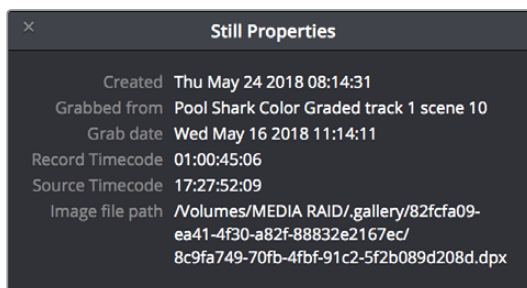 Still Properties
Created Thu May 24 2018 08:14:31
Grabbed from Pool Shark Color Graded track 1 scene 10
Grab date Wed May 16 2018 11:14:11
Record Timecode 01:00:45:06
Source Timecode 17:27:52:09
Image file path /Volumes/MEDIA RAID/.gallery/82fcfa09-
ea41-4f30-a82f-88832e2167ec/
8c9fa749-70fb-4fbf-91c2-5f2b089d208d.dpx